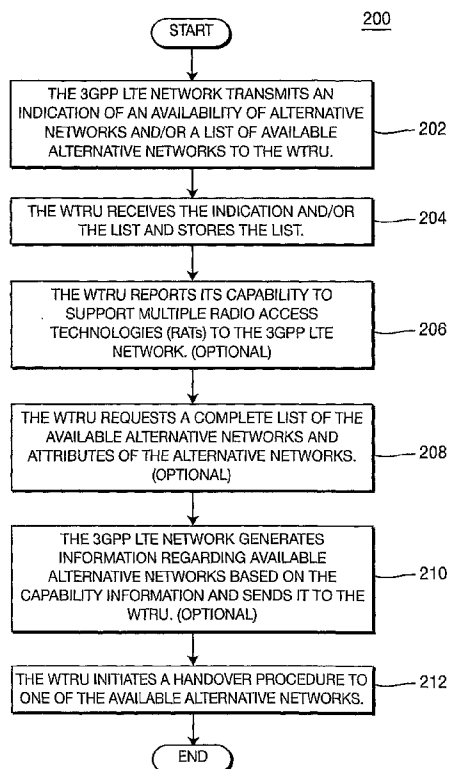 200
START
THE 3GPP LTE NETWORK TRANSMITS AN
INDICATION OF AN AVAILABILITY OF ALTERNATIVE
NETWORKS AND/OR A LIST OF AVAILABLE
ALTERNATIVE NETWORKS TO THE WTRU.
202
THE WTRU RECEIVES THE INDICATION AND/OR
THE LIST AND STORES THE LIST.
204
THE WTRU REPORTS ITS CAPABILITY TO
SUPPORT MULTIPLE RADIO ACCESS
TECHNOLOGIES (RATs) TO THE 3GPP LTE
NETWORK. (OPTIONAL)
206
THE WTRU REQUESTS A COMPLETE LIST OF THE
AVAILABLE ALTERNATIVE NETWORKS AND
ATTRIBUTES OF THE ALTERNATIVE NETWORKS.
(OPTIONAL)
208
THE 3GPP LTE NETWORK GENERATES
INFORMATION REGARDING AVAILABLE
ALTERNATIVE NETWORKS BASED ON THE
CAPABILITY INFORMATION AND SENDS IT TO THE
WTRU. (OPTIONAL)
210
THE WTRU INITIATES A HANDOVER PROCEDURE TO
ONE OF THE AVAILABLE ALTERNATIVE NETWORKS.
212
END